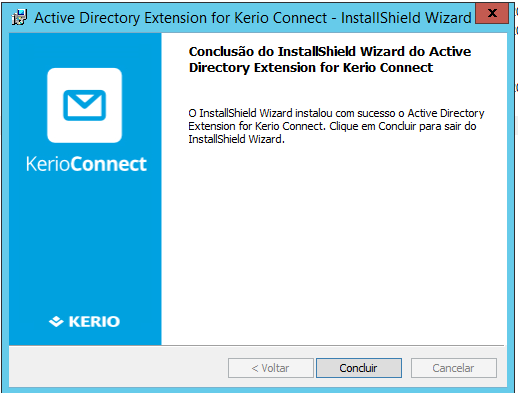 Active Directory Extension for Kerio Connect - InstallShield Wizard
x
Conclusão do InstallShield Wizard do Active
Directory Extension for Kerio Connect
O InstallShield Wizard instalou com sucesso o Active Directory
Extension for Kerio Connect. Clique em Concluir para sair do
InstallShield Wizard.
KerioConnect
KERIO
< Voltar
Concluir
Cancelar